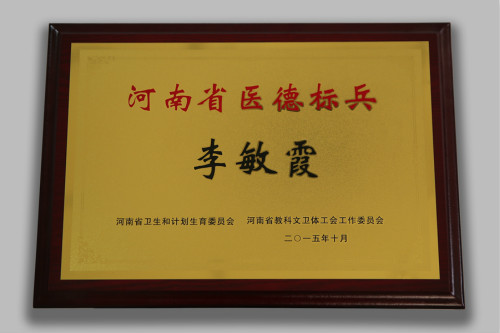 河南省医德标兵
李敏霞
河南省卫生和计划生育委员会 河南省教科文卫体工会工作委员会
二〇一五年十月